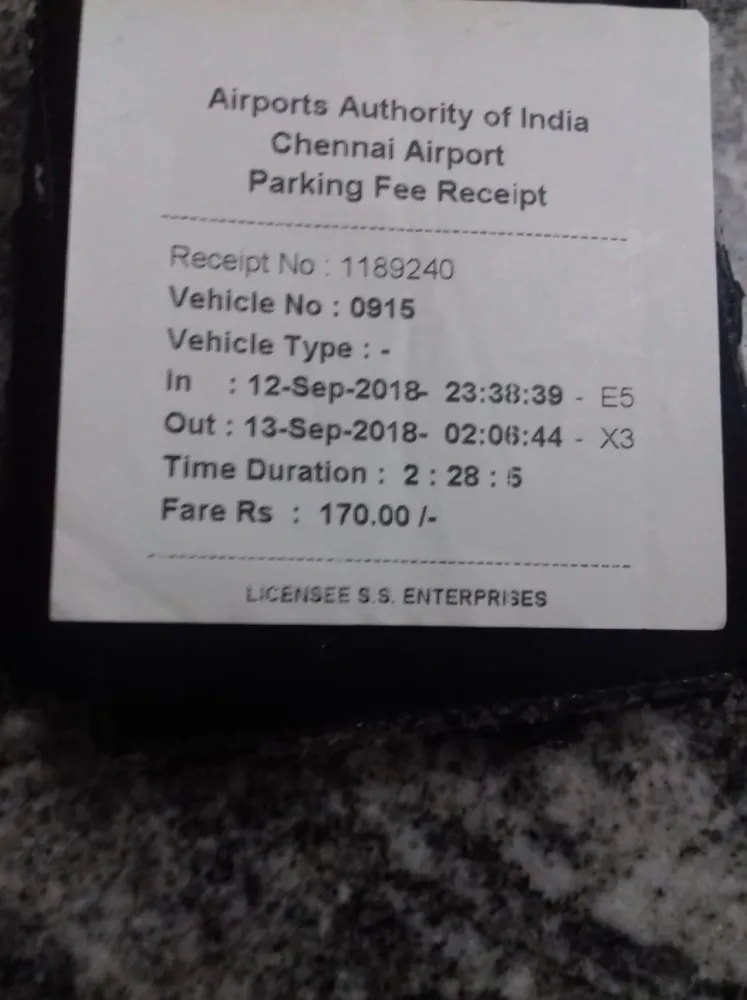 Airports Authority of India
Chennai Airport
Parking Fee Receipt
Receipt No : 1189240
Vehicle No : 0915
Vehicle Type : -
In : 12-Sep-2018- 23:38:39 - E5
Out : 13-Sep-2018- 02:06:44 - X3
Time Duration : 2 : 28 : 5
Fare Rs : 170.00 /-
LICENSEE S.S. ENTERPRISES